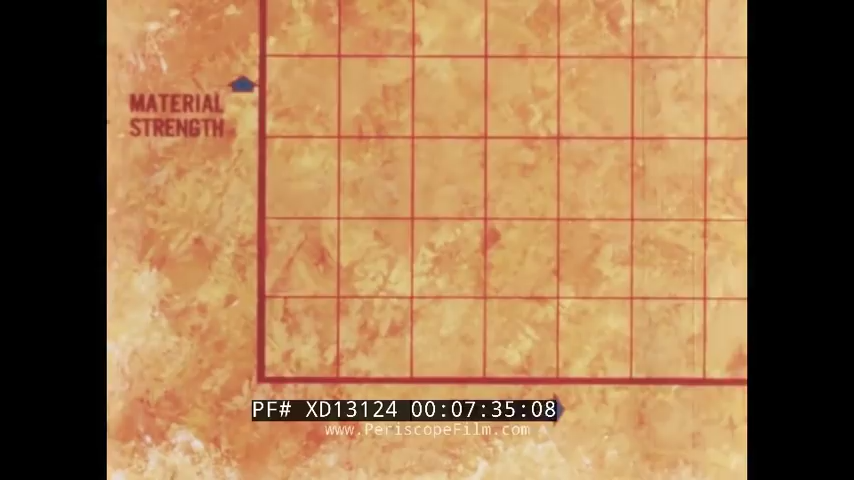 MATERIAL
STRENGTH
PF# XD13124 00:07:35:08
www.PeriscopeFilm.com